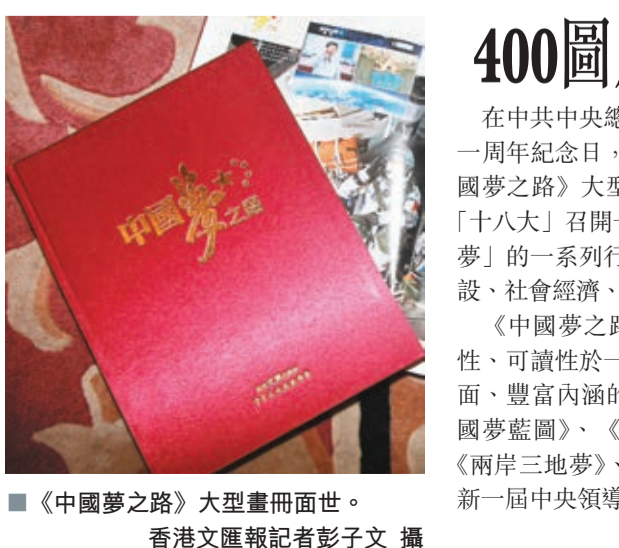 中國夢之路
■《中國夢之路》大型畫冊面世。
香港文匯報記者彭子文 攝
400圖
在中共中央總
一周年紀念日，
國夢之路》大型
「十八大」召開一
夢」的一系列行
設、社會經濟、
《中國夢之路
性、可讀性於一
面、豐富內涵的
國夢藍圖》、《
《兩岸三地夢》、
新一屆中央領導